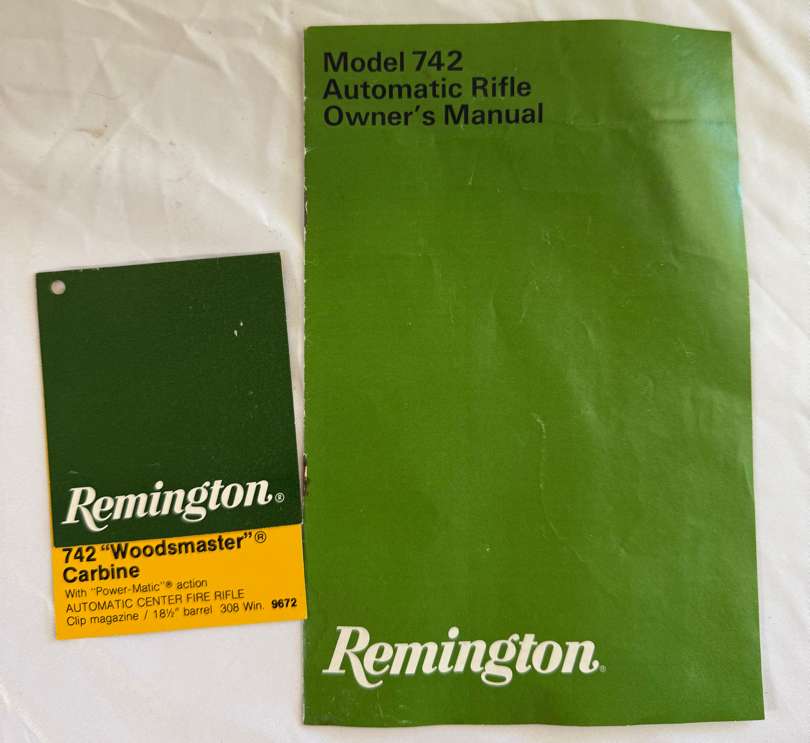 Model 742
Automatic Rifle
Owner's Manual
Remington®
Remington®
742 "Woodsmaster"®
Carbine
With "Power-Matic"® action
AUTOMATIC CENTER FIRE RIFLE
Clip magazine / 18½" barrel 308 Win. 9672